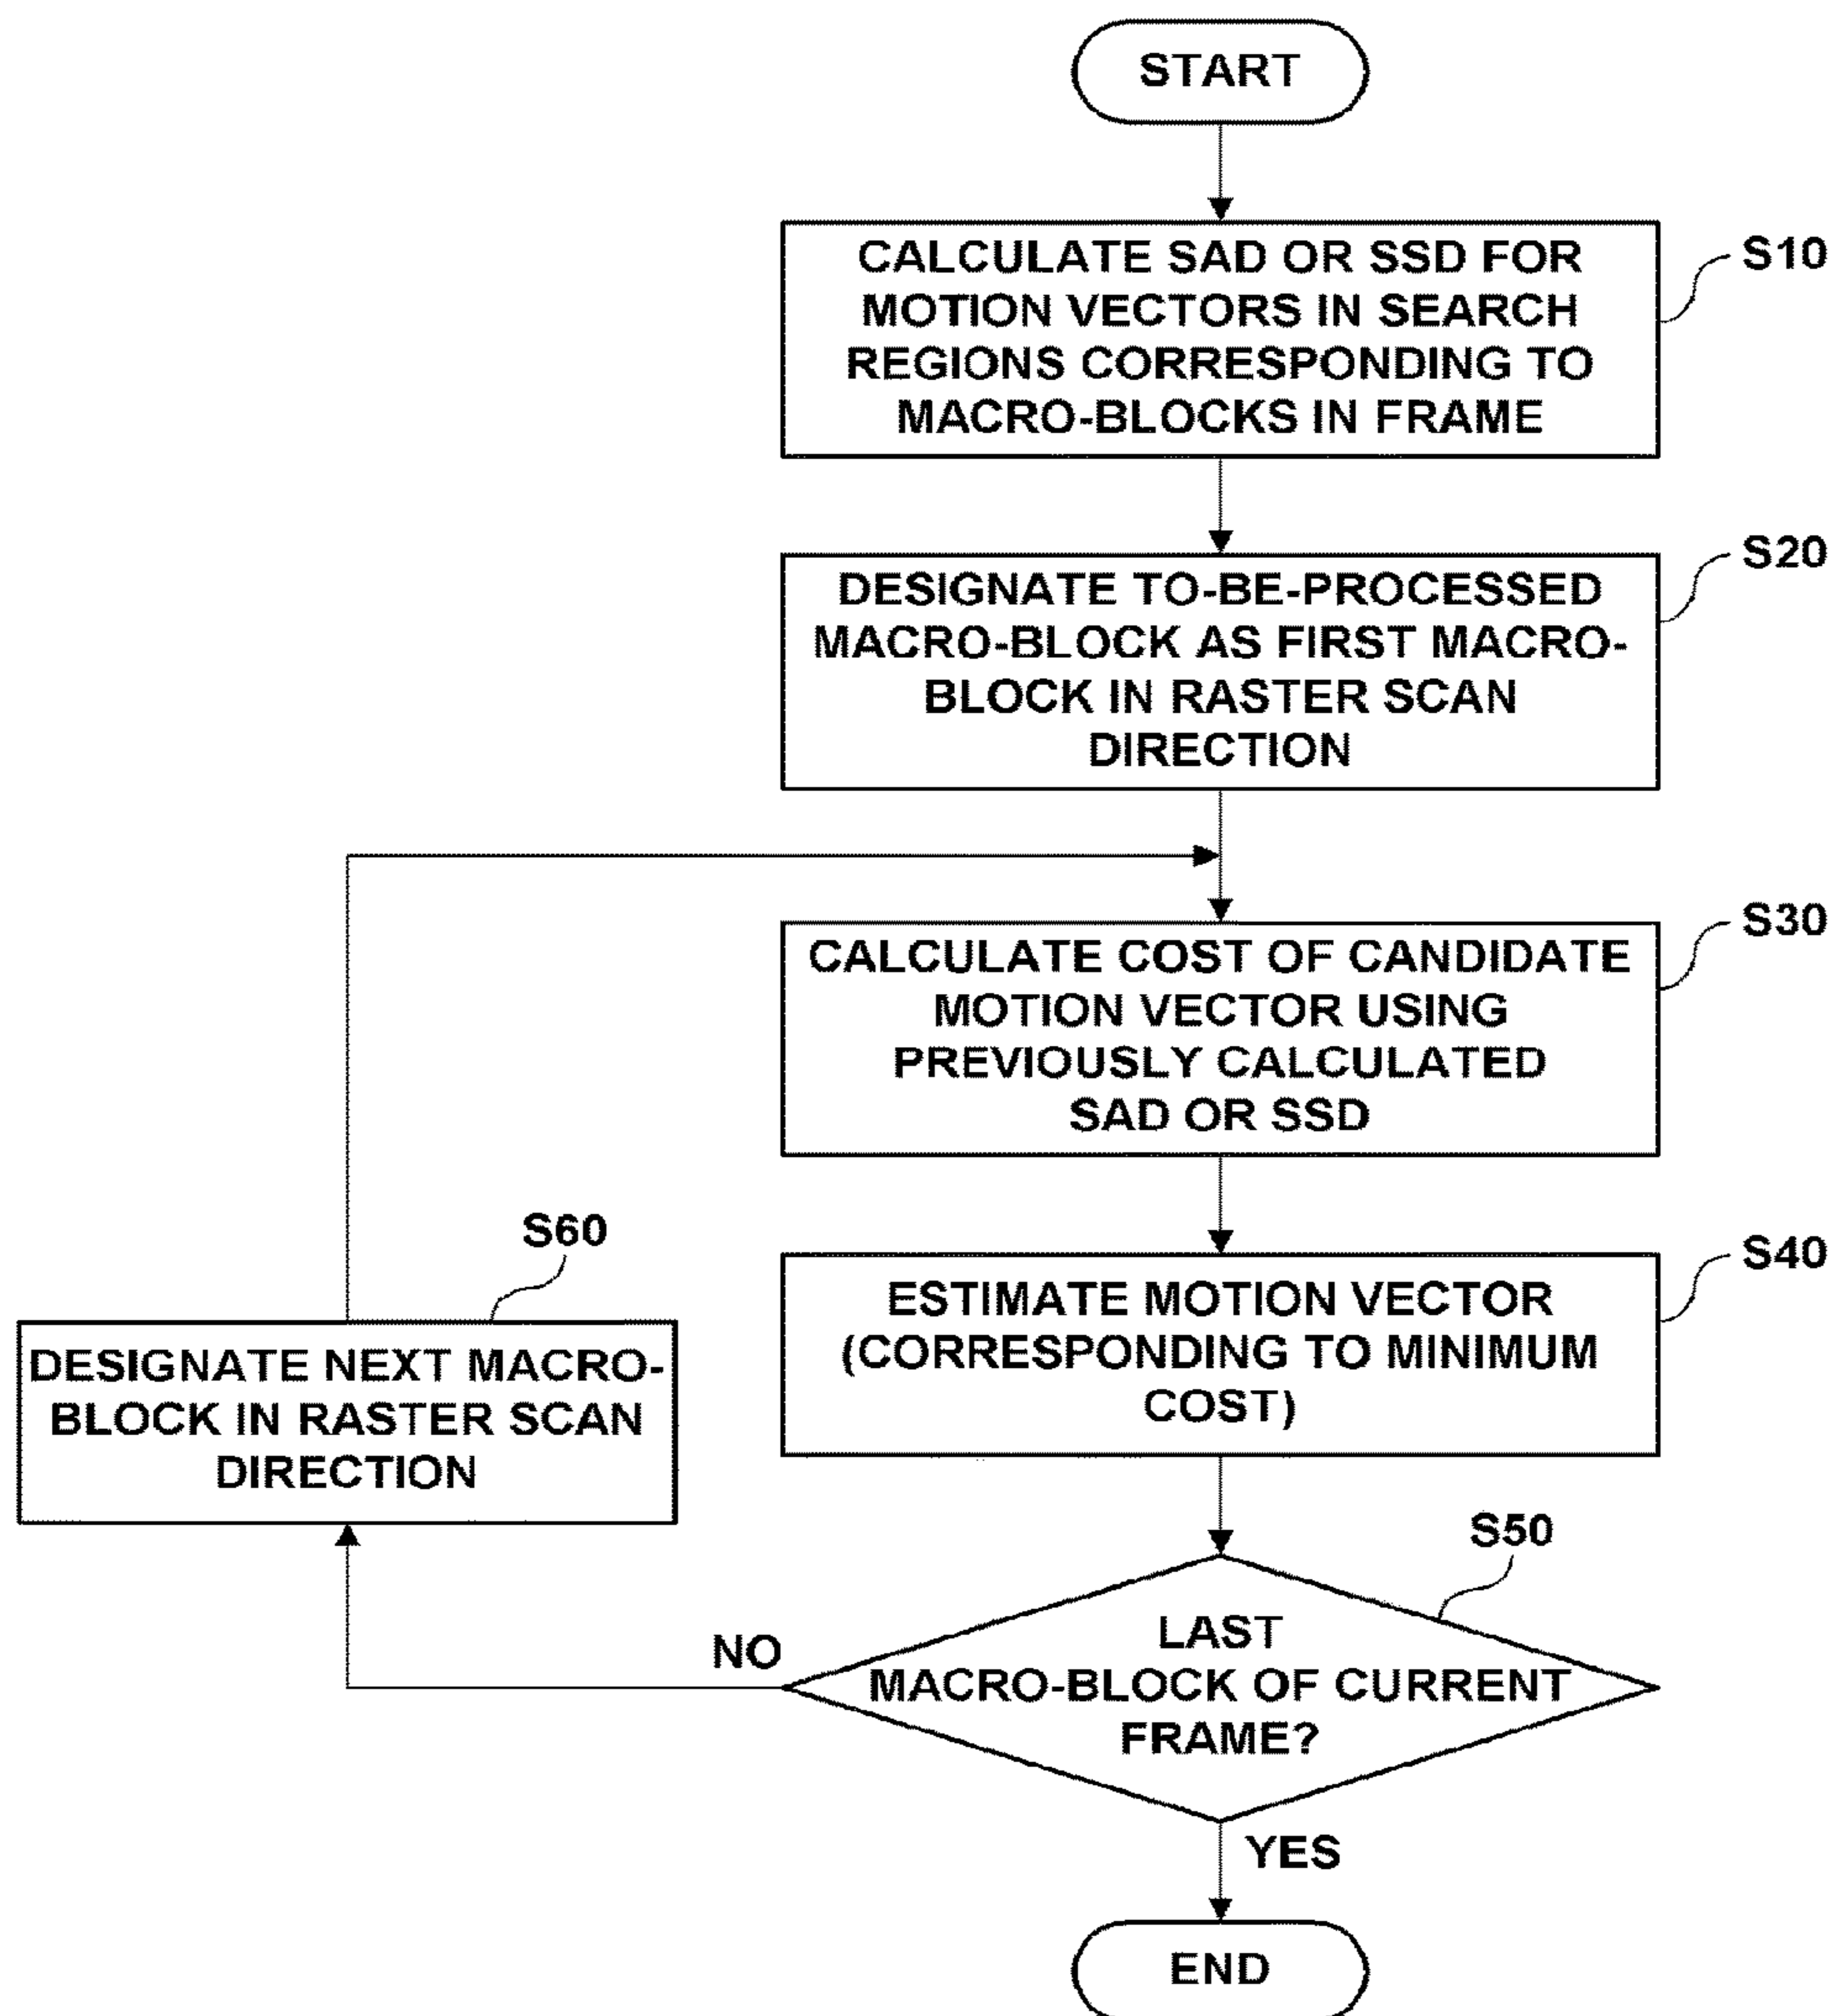 START
CALCULATE SAD OR SSD FOR
MOTION VECTORS IN SEARCH
REGIONS CORRESPONDING TO
MACRO-BLOCKS IN FRAME
S10
DESIGNATE TO-BE-PROCESSED
MACRO-BLOCK AS FIRST MACRO-
BLOCK IN RASTER SCAN
DIRECTION
S20
CALCULATE COST OF CANDIDATE
MOTION VECTOR USING
PREVIOUSLY CALCULATED
SAD OR SSD
S30
ESTIMATE MOTION VECTOR
(CORRESPONDING TO MINIMUM
COST)
S40
LAST
MACRO-BLOCK OF CURRENT
FRAME?
S50
NO
DESIGNATE NEXT MACRO-
BLOCK IN RASTER SCAN
DIRECTION
S60
YES
END